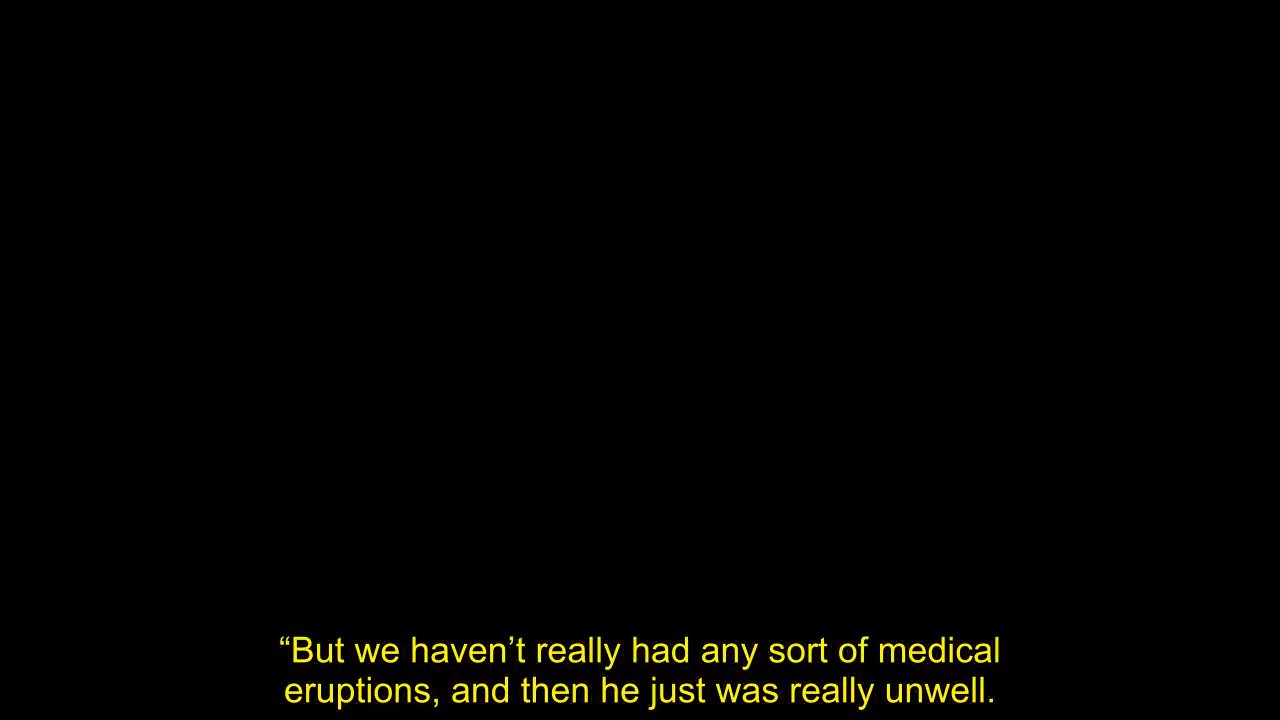 “But we haven’t really had any sort of medical
eruptions, and then he just was really unwell.